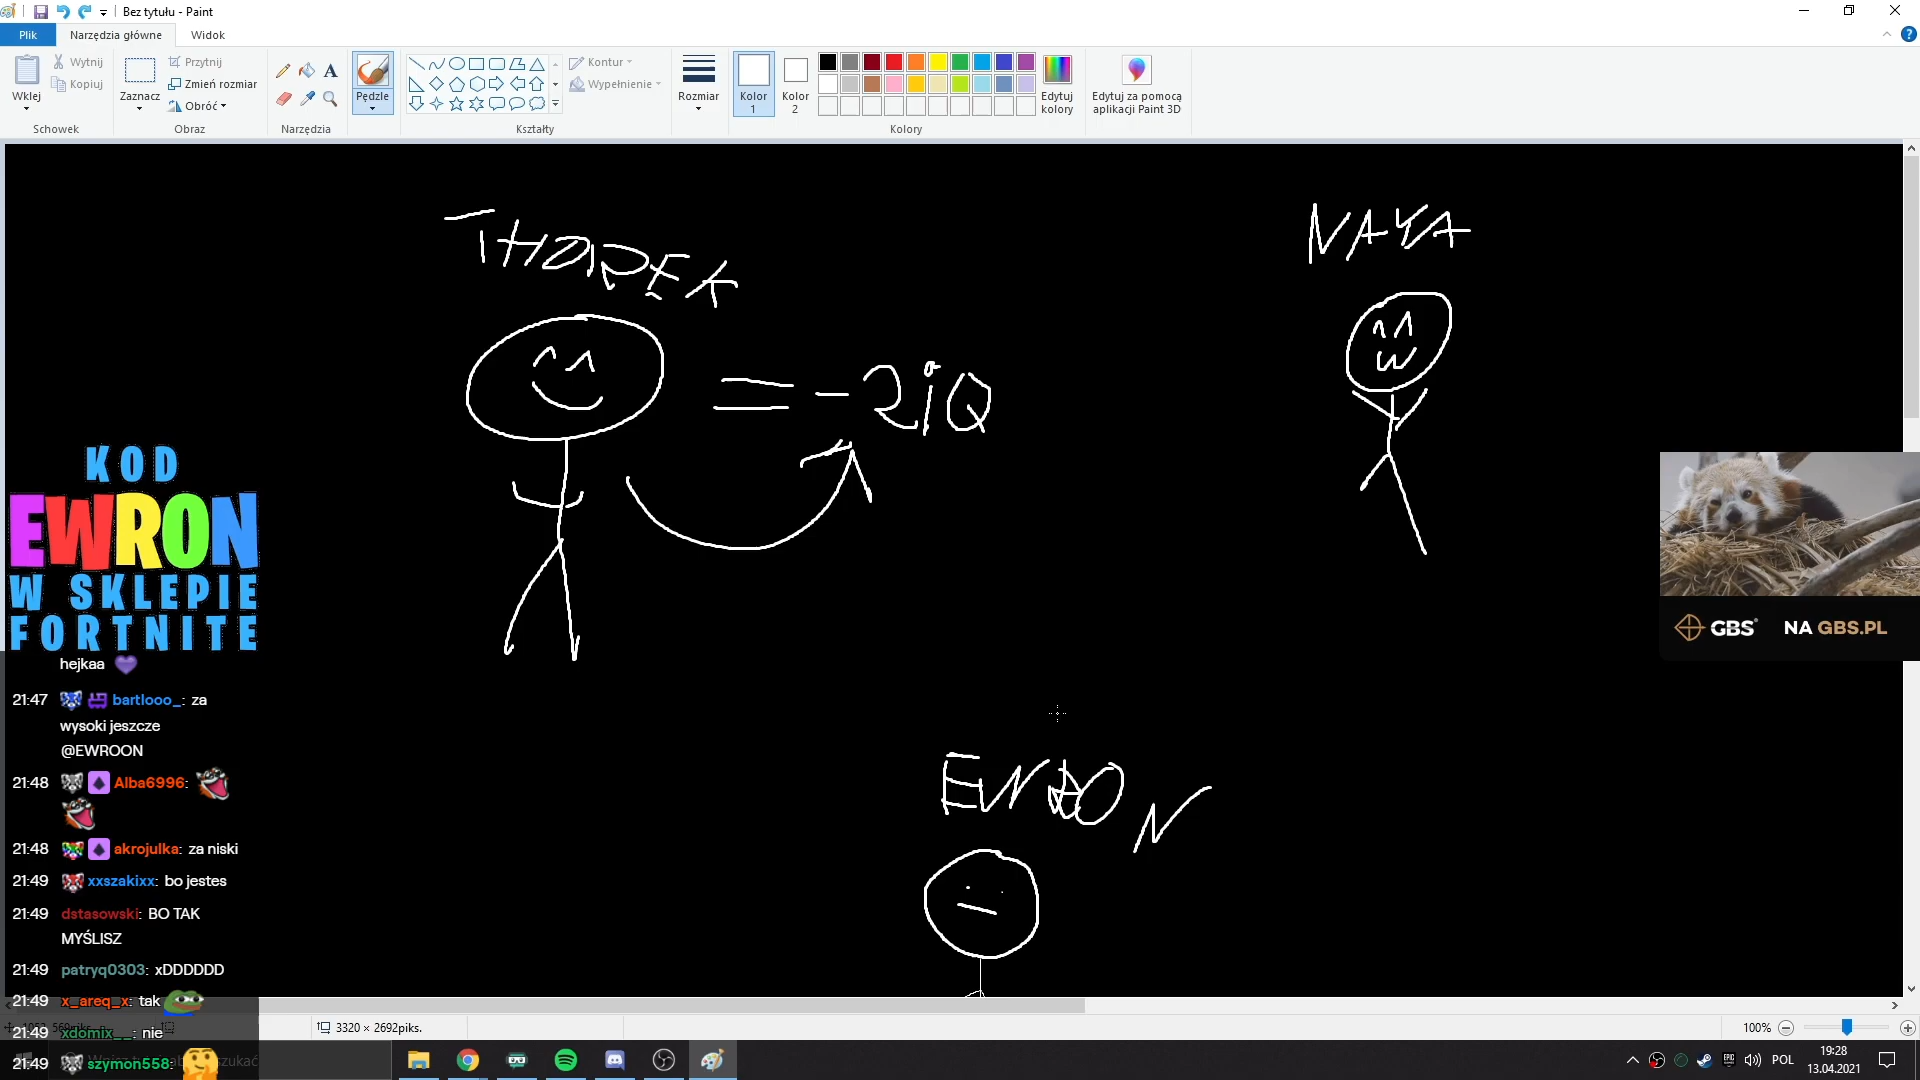 Bez tytułu - Paint
Plik
Narzędzia główne
Widok
Wklej
Wytnij
Kopiuj
Schowek
Zaznacz
Przytnij
Zmień rozmiar
Obróć
Obraz
A
Narzędzia
Pędzle
Kontur
Wypełnienie
Kształty
Rozmiar
Kolor
1
Kolor
2
Edytuj
kolory
Kolory
Edytuj za pomocą
aplikacji Paint 3D
THOREK
NAYA
= -2iQ
KOD
EWRON
W SKLEPIE
FORTNITE
GBS NA GBS.PL
hejkaa
21:47 bartlooo_: za
wysoki jeszcze
@EWROON
21:48 Alba6996:
21:48 akrojulka: za niski
21:49 xxszakixx: bo jestes
21:49 dstasowski: BO TAK
MYŚLISZ
21:49 patryq0303: xDDDDDD
21:49 x_areq_x: tak
21:49 xdomix__: nie
21:49 szymon558:
3320 × 2692piks.
100%
POL
19:28
13.04.2021